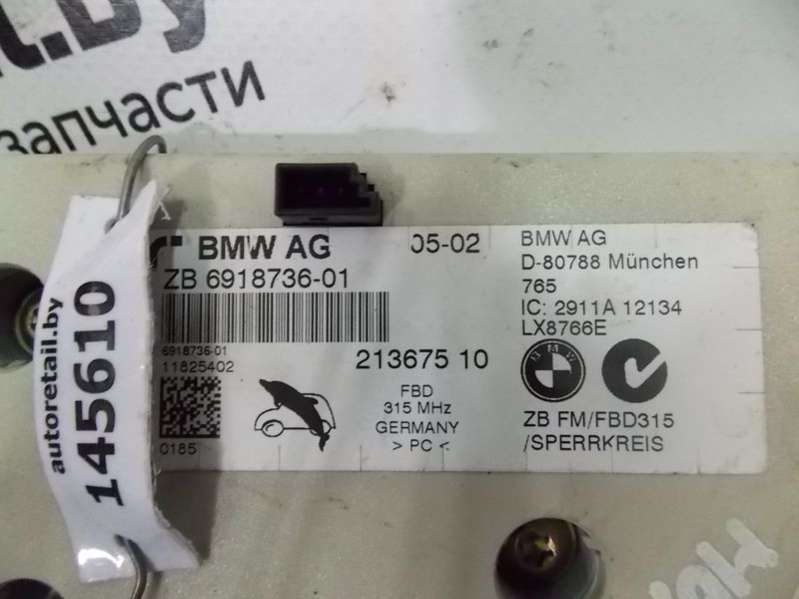 запчасти
autoretail.by
145610
BMW AG 05-02
ZB 6918736-01
6918736-01
11825402
213675 10
0185
FBD
315 MHz
GERMANY
> PC <
BMW AG
D-80788 München
765
IC: 2911A 12134
LX8766E
BMW
ZB FM/FBD315
/SPERRKREIS